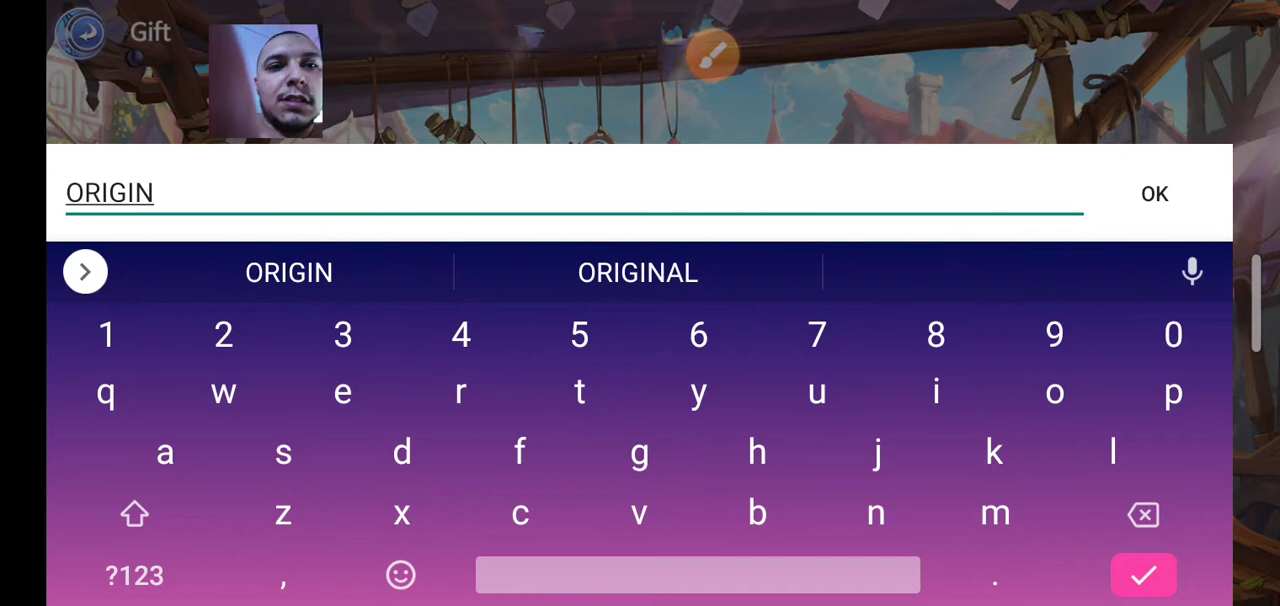 Gift
ORIGIN
OK
ORIGIN ORIGINAL
1 2 3 4 5 6 7 8 9 0
q w e r t y u i o p
a s d f g h j k l
z x c v b n m
?123 , .